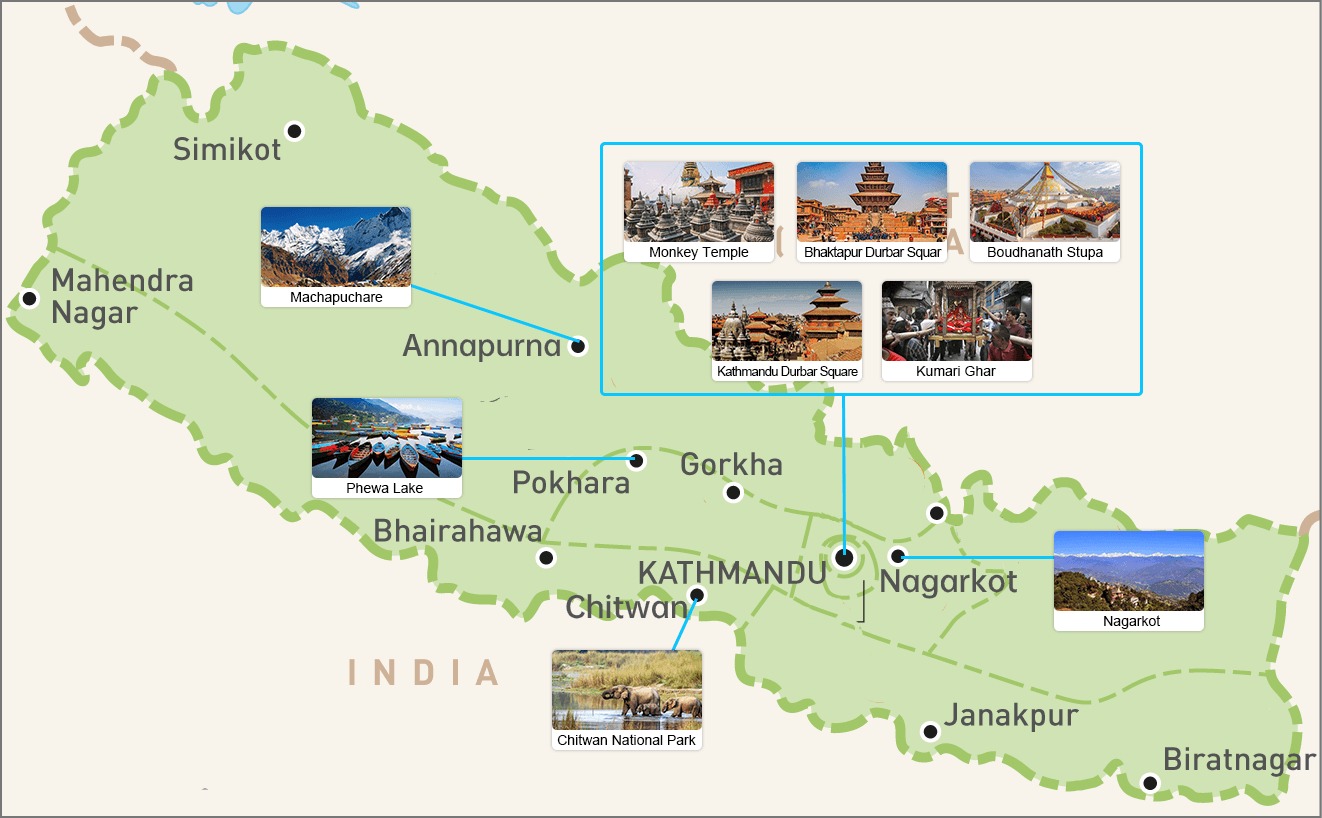 Simikot
Monkey Temple
Bhaktapur Durbar Squar
Boudhanath Stupa
Mahendra
Nagar
Machapuchare
Annapurna
Kathmandu Durbar Square
Kumari Ghar
Phewa Lake
Pokhara
Gorkha
Bhairahawa
KATHMANDU
Nagarkot
Chitwan
Nagarkot
INDIA
Chitwan National Park
Janakpur
Biratnagar